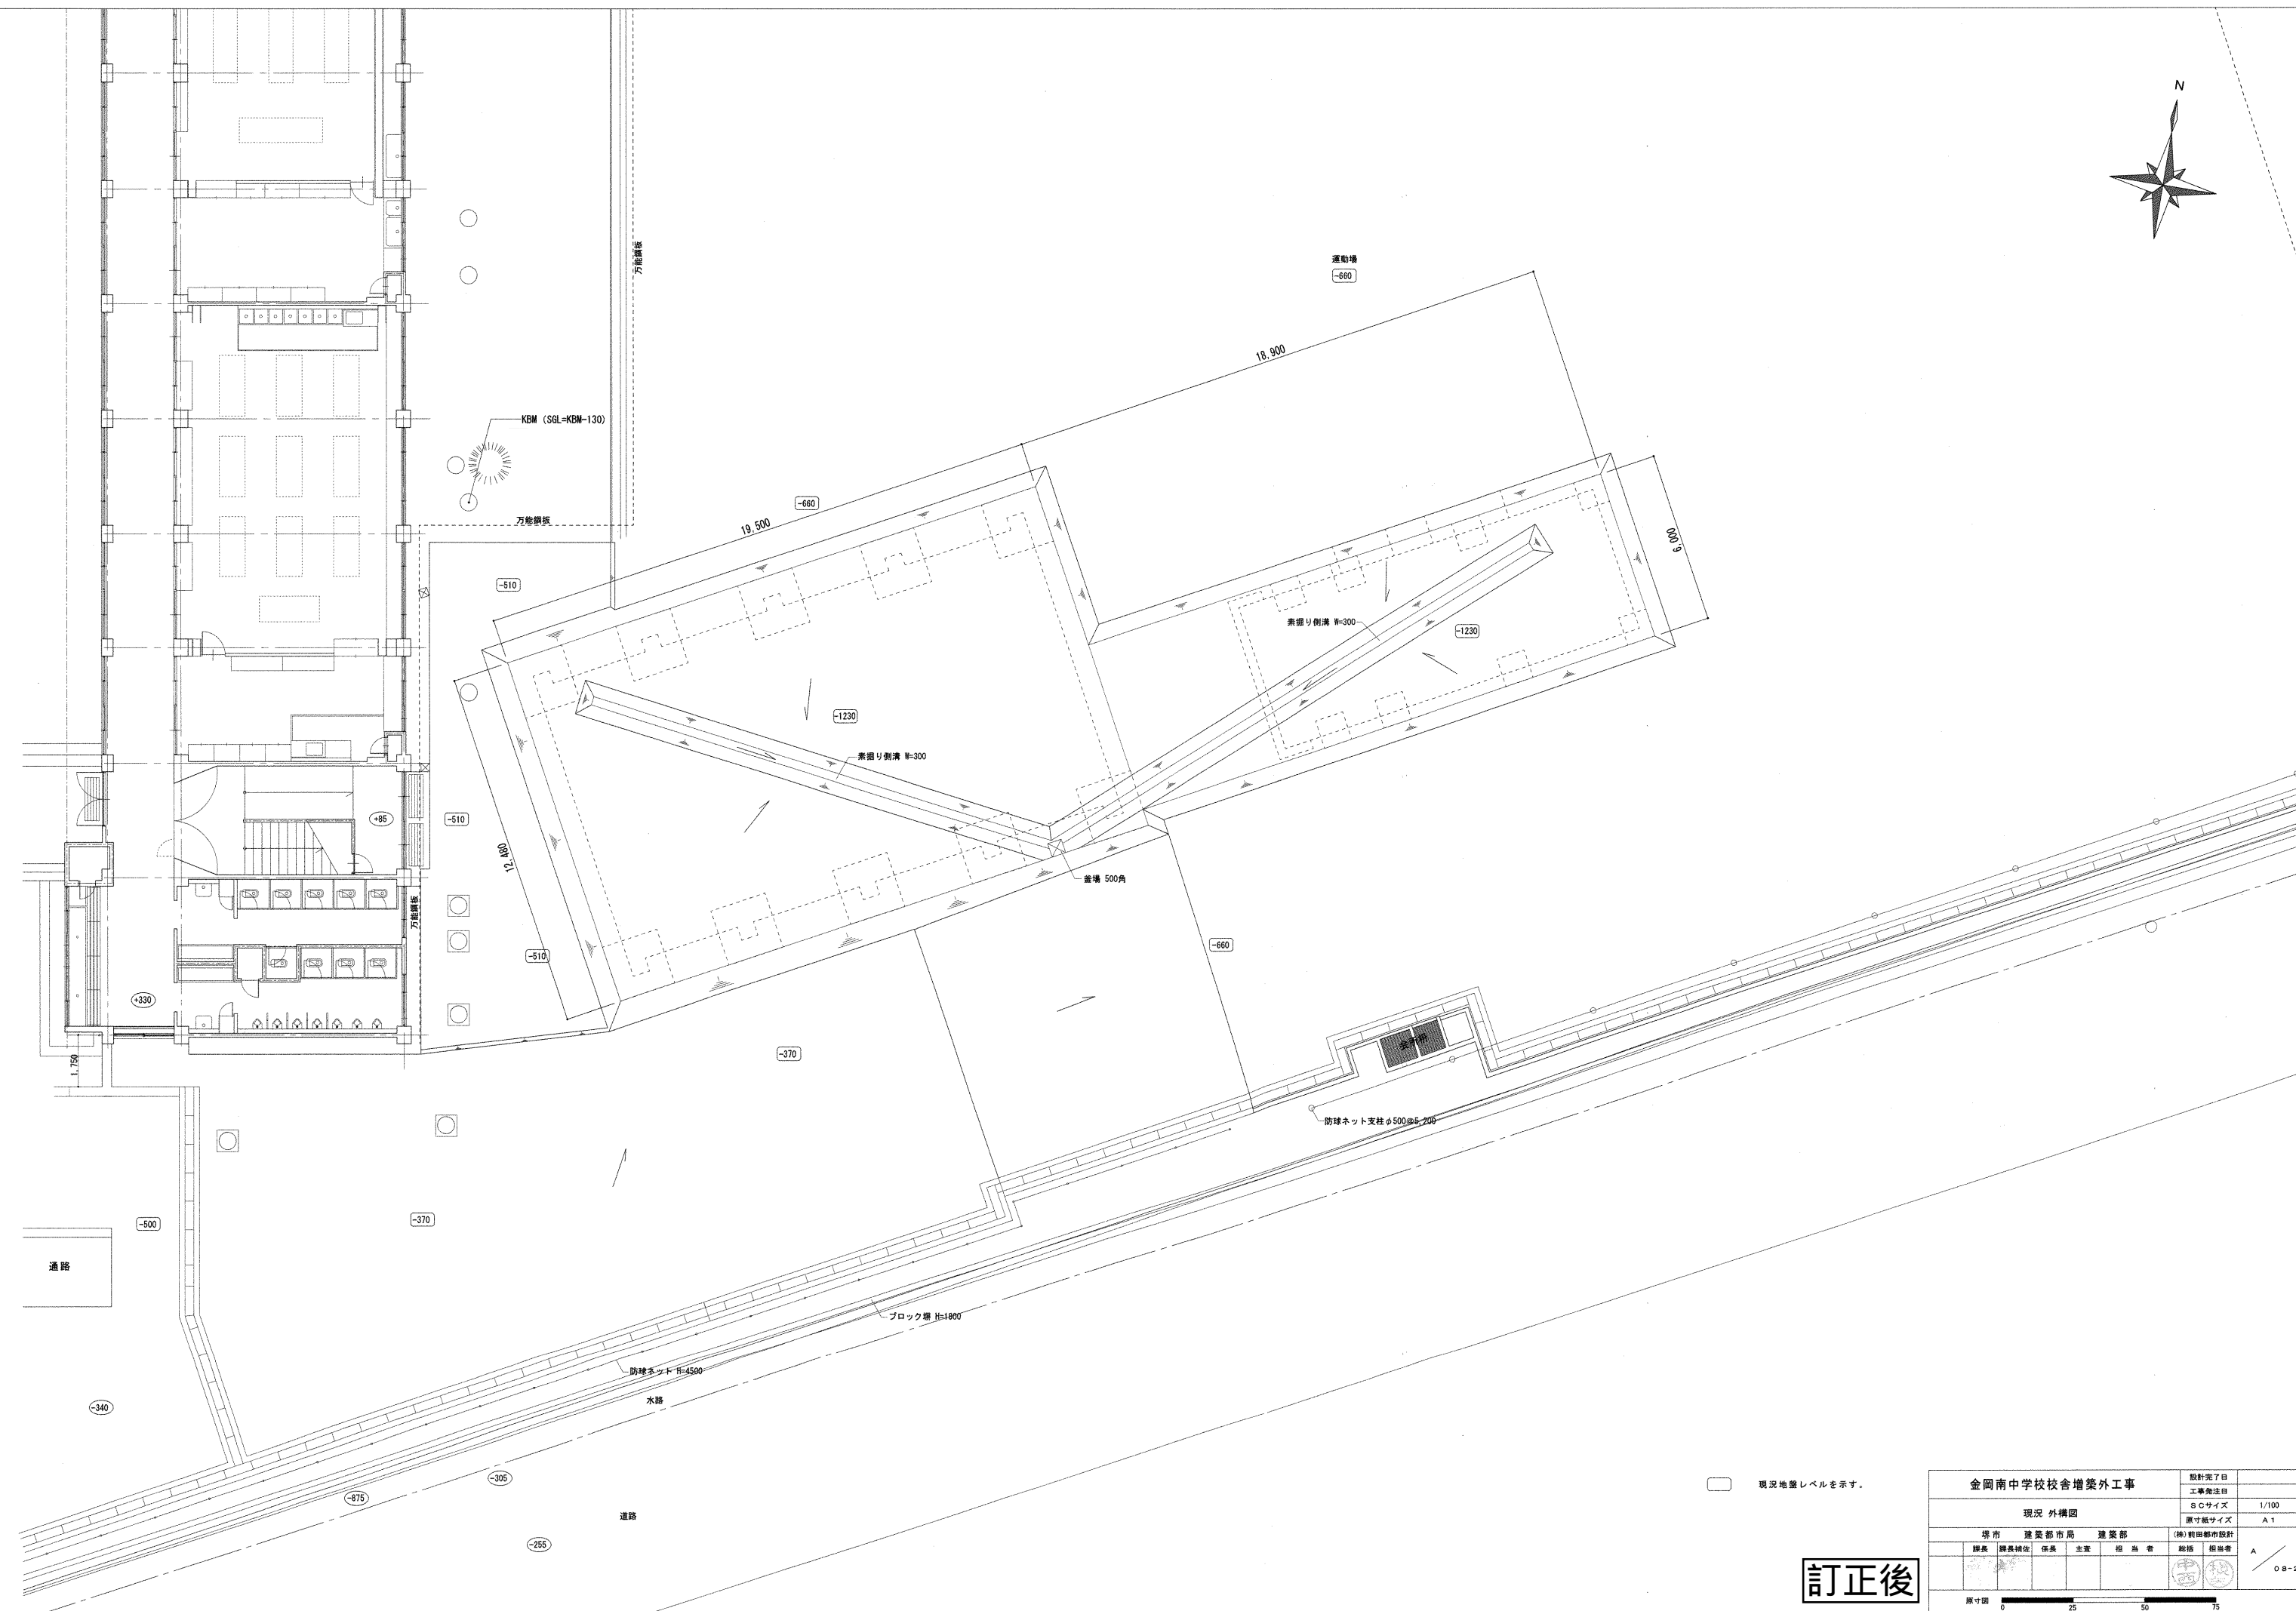 N
運動場
-660
18,900
万能鋼板
KBM (SGL=KBM-130)
-660
19,500
万能鋼板
6,000
-510
素掘り側溝 W=300
-1230
-1230
素掘り側溝 W=300
+85
-510
12,480
釜場 500角
万能鋼板
-660
-510
+330
-370
1,750
防球ネット支柱φ500@5,200
-370
-500
通路
ブロック塀 H=1800
防球ネット H=4500
水路
-340
-305
-875
道路
-255
現況地盤レベルを示す。
金岡南中学校校舎増築外工事
設計完了日
工事発注日
現況 外構図
SCサイズ
1/100
原寸紙サイズ
A1
堺市 建築都市局 建築部
(株)前田都市設計
課長 課長補佐 係長 主査 担当者 総括 担当者
A
08-2
訂正後
原寸図
0 25 50 75